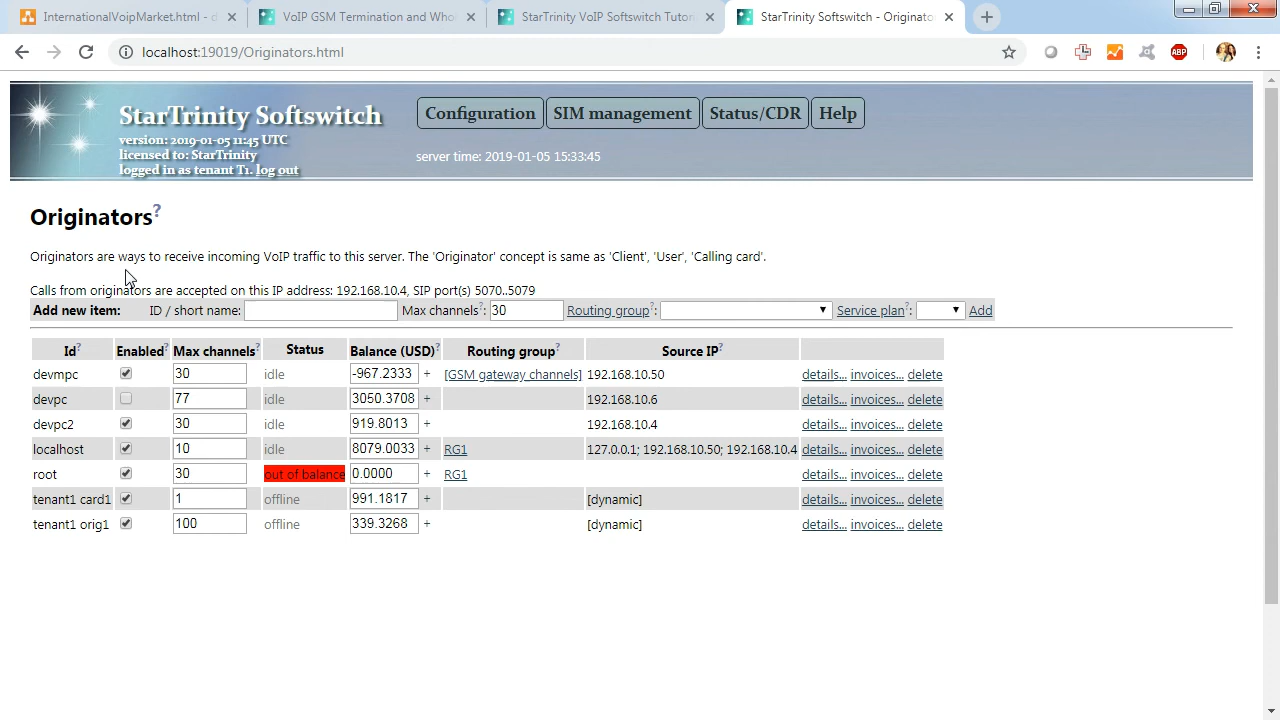 InternationalVoipMarket.html - d
VoIP GSM Termination and Who
StarTrinity VoIP Softswitch Tutor
StarTrinity Softswitch - Originato
localhost:19019/Originators.html
ABP
StarTrinity Softswitch
version: 2019-01-05 11:45 UTC
licensed to: StarTrinity
logged in as tenant T1. log out
Configuration SIM management Status/CDR Help
server time: 2019-01-05 15:33:45
Originators?
Originators are ways to receive incoming VoIP traffic to this server. The 'Originator' concept is same as 'Client', 'User', 'Calling card'.
Calls from originators are accepted on this IP address: 192.168.10.4, SIP port(s) 5070..5079
Add new item: ID / short name: Max channels?: 30 Routing group?: Service plan?: Add
Id? Enabled? Max channels? Status Balance (USD)? Routing group? Source IP?
devmpc 30 idle -967.2333 + [GSM gateway channels] 192.168.10.50 details... invoices... delete
devpc 77 idle 3050.3708 + 192.168.10.6 details... invoices... delete
devpc2 30 idle 919.8013 + 192.168.10.4 details... invoices... delete
localhost 10 idle 8079.0033 + RG1 127.0.0.1; 192.168.10.50; 192.168.10.4 details... invoices... delete
root 30 out of balance 0.0000 + RG1 details... invoices... delete
tenant1 card1 1 offline 991.1817 + [dynamic] details... invoices... delete
tenant1 orig1 100 offline 339.3268 + [dynamic] details... invoices... delete